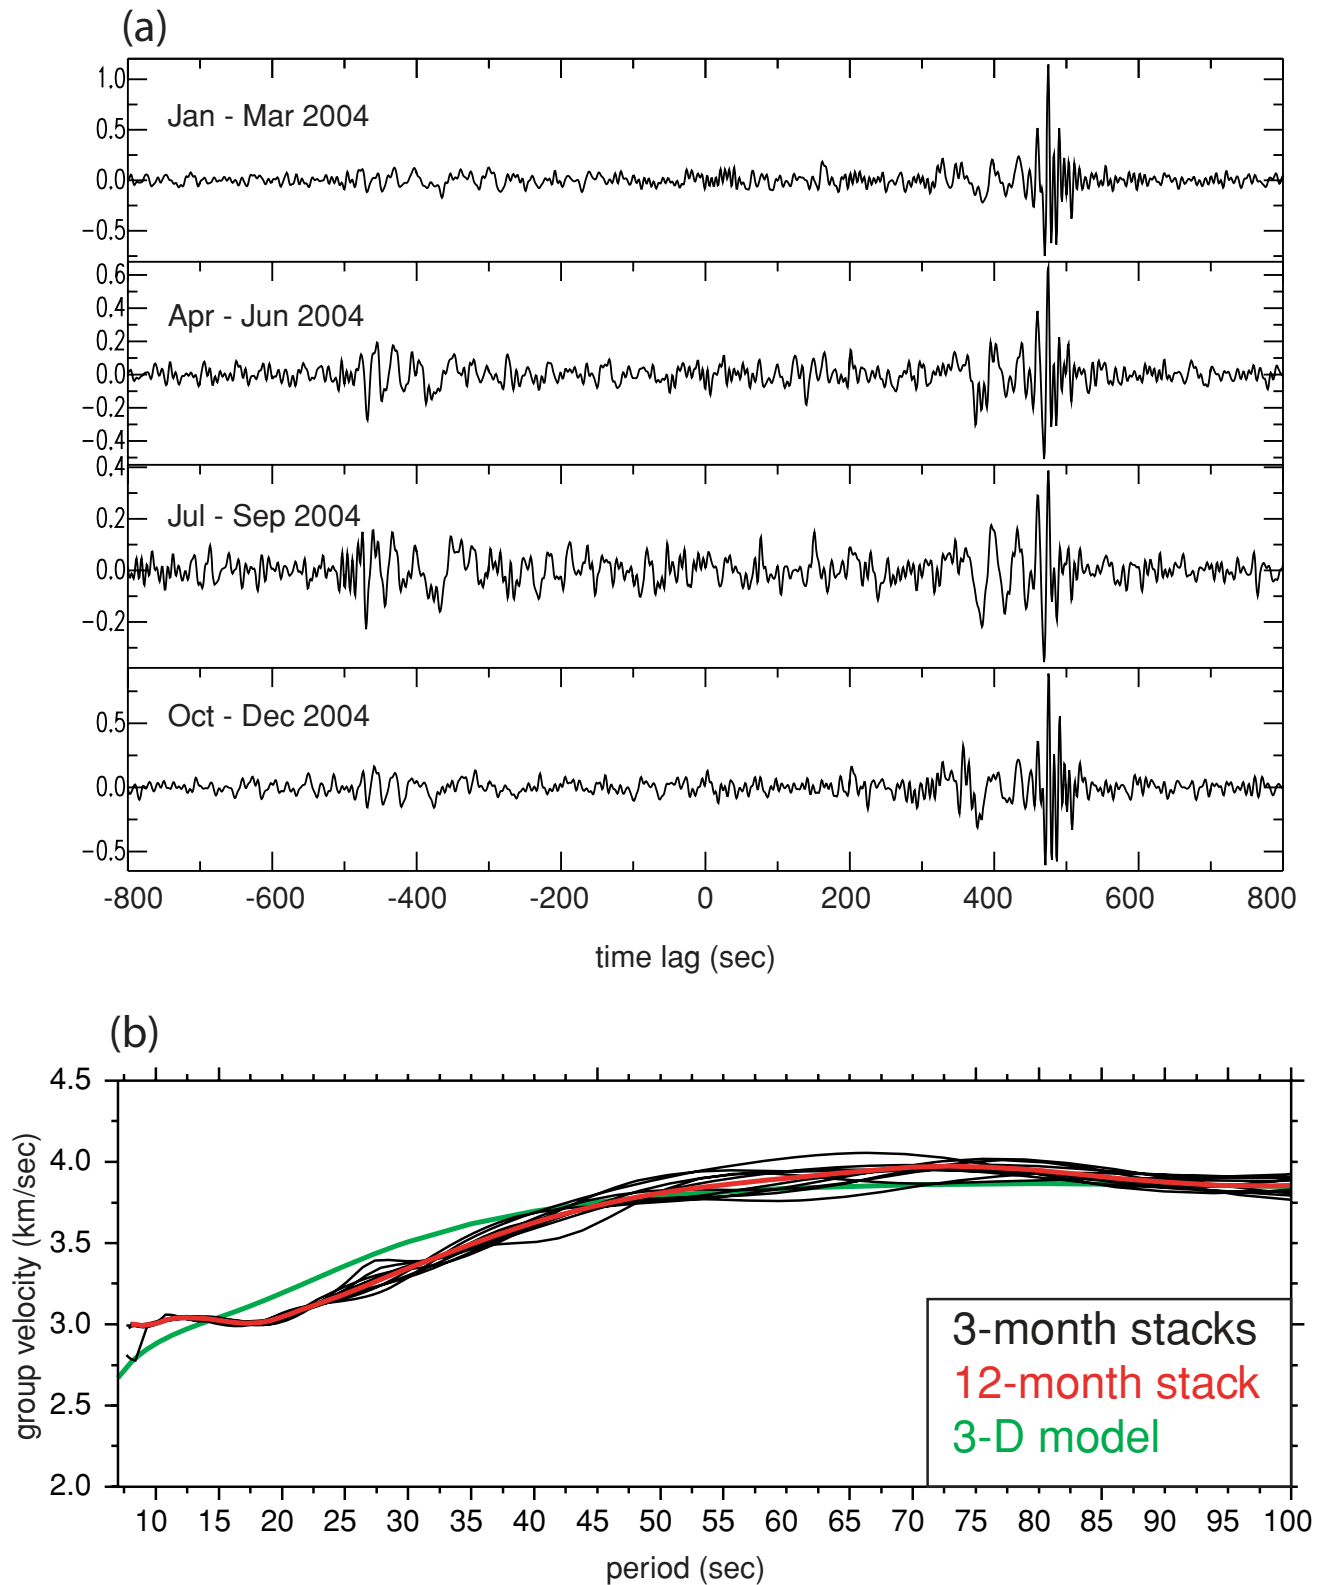 (a)
1.0
0.5
0.0
−0.5
Jan - Mar 2004
0.6
0.4
0.2
0.0
−0.2
−0.4
Apr - Jun 2004
0.4
0.2
0.0
−0.2
Jul - Sep 2004
0.5
0.0
−0.5
Oct - Dec 2004
-800 -600 -400 -200 0 200 400 600 800
time lag (sec)
(b)
4.5
4.0
3.5
3.0
2.5
2.0
group velocity (km/sec)
3-month stacks
12-month stack
3-D model
10 15 20 25 30 35 40 45 50 55 60 65 70 75 80 85 90 95 100
period (sec)